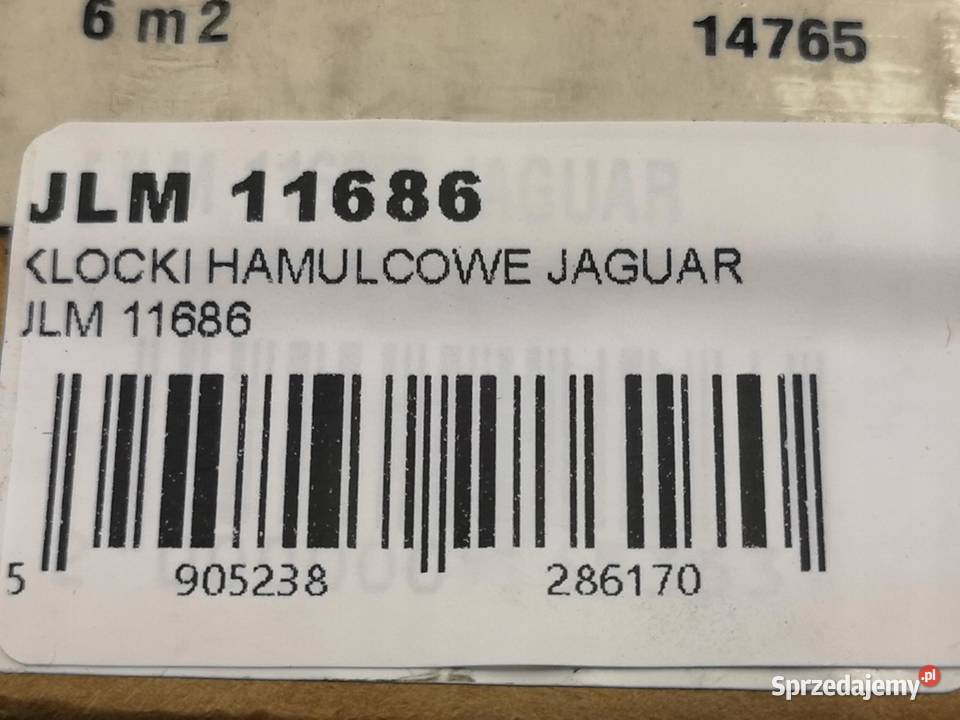 6 m2 14765
JLM 11686
KLOCKI HAMULCOWE JAGUAR
JLM 11686
5 905238 286170
Sprzedajemy.pl